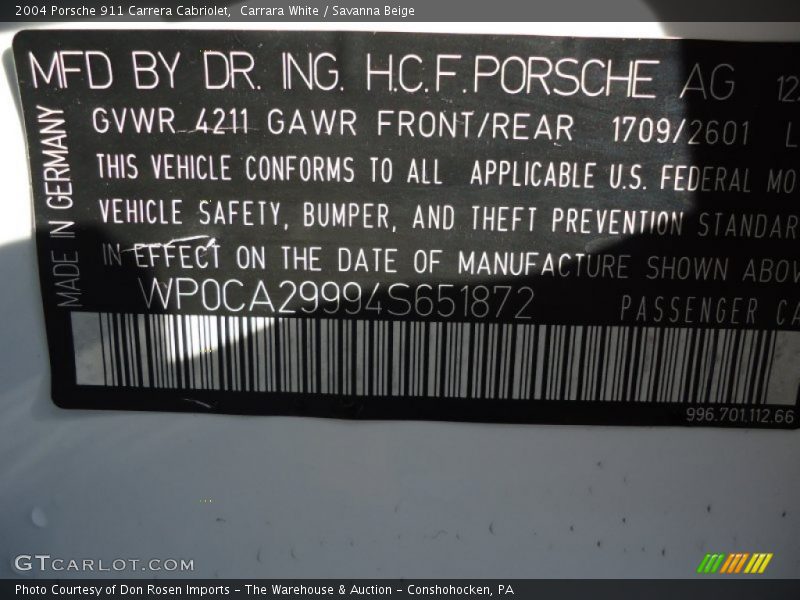 2004 Porsche 911 Carrera Cabriolet,  Carrara White / Savanna Beige
MFD BY DR. ING. H.C.F. PORSCHE AG 12
GVWR 4211 GAWR FRONT/REAR 1709/2601 L
THIS VEHICLE CONFORMS TO ALL APPLICABLE U.S. FEDERAL MO
VEHICLE SAFETY, BUMPER, AND THEFT PREVENTION STANDAR
IN EFFECT ON THE DATE OF MANUFACTURE SHOWN ABOV
WP0CA29994S651872 PASSENGER CA
MADE IN GERMANY
996.701.112.66
GTCARLOT.COM
Photo Courtesy of Don Rosen Imports - The Warehouse & Auction - Conshohocken, PA